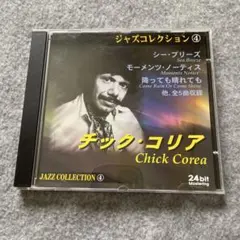 ジャズコレクション④
シー・ブリーズ
Sea Breeze
モーメンツ・ノーティス
Moments Notice
降っても晴れても
Come Rain Or Come Shine
他、全5曲収録
チック・コリア
Chick Corea
JAZZ COLLECTION ④
24bit
Mastering